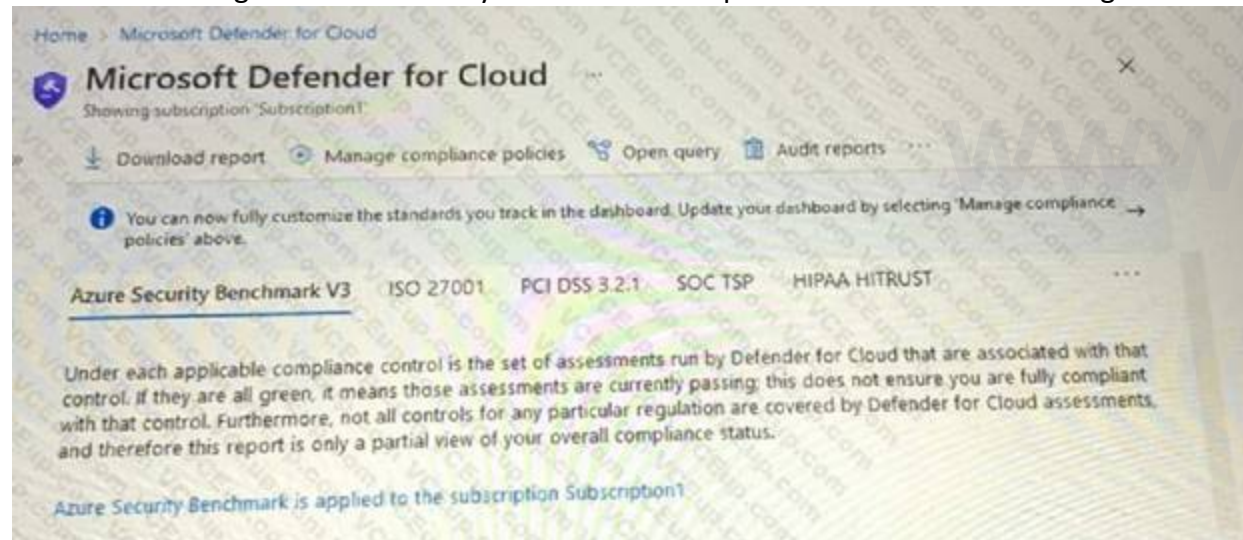 Home > Microsoft Defender for Cloud
Microsoft Defender for Cloud ...
Showing subscription 'Subscription1'
Download report Manage compliance policies Open query Audit reports ...
You can now fully customize the standards you track in the dashboard. Update your dashboard by selecting 'Manage compliance
policies' above.
Azure Security Benchmark V3 ISO 27001 PCI DSS 3.2.1 SOC TSP HIPAA HITRUST ...
Under each applicable compliance control is the set of assessments run by Defender for Cloud that are associated with that
control. If they are all green, it means those assessments are currently passing; this does not ensure you are fully compliant
with that control. Furthermore, not all controls for any particular regulation are covered by Defender for Cloud assessments,
and therefore this report is only a partial view of your overall compliance status.
Azure Security Benchmark is applied to the subscription Subscription1
VCEup.com